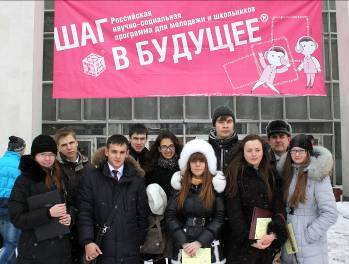 ШАГ
Российская
научно-социальная
программа для молодежи и школьников
В БУДУЩЕЕ®